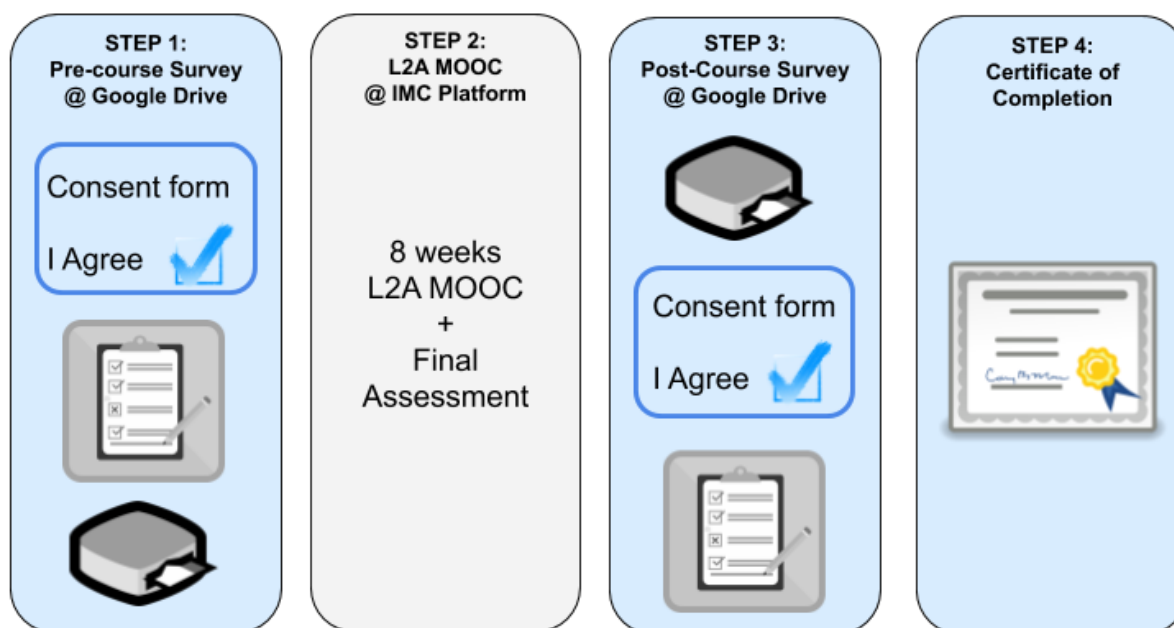 STEP 1:
Pre-course Survey
@ Google Drive
Consent form
I Agree
STEP 2:
L2A MOOC
@ IMC Platform
8 weeks
L2A MOOC
+
Final
Assessment
STEP 3:
Post-Course Survey
@ Google Drive
Consent form
I Agree
STEP 4:
Certificate of
Completion